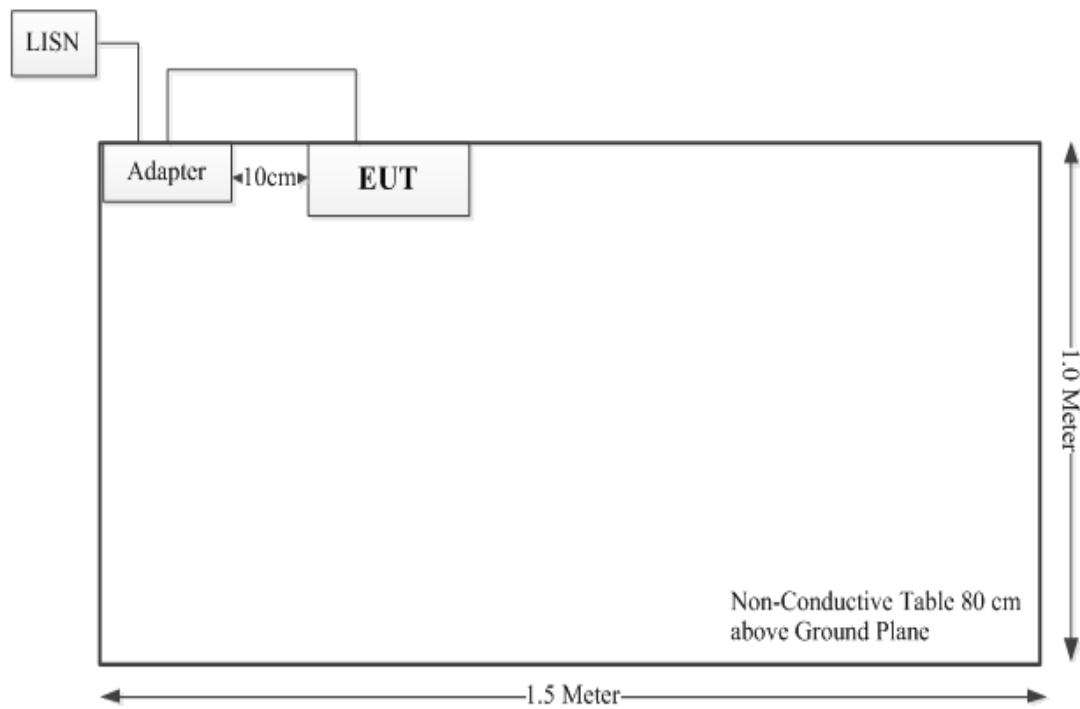 LISN
Adapter
10cm
EUT
1.0 Meter
Non-Conductive Table 80 cm
above Ground Plane
1.5 Meter